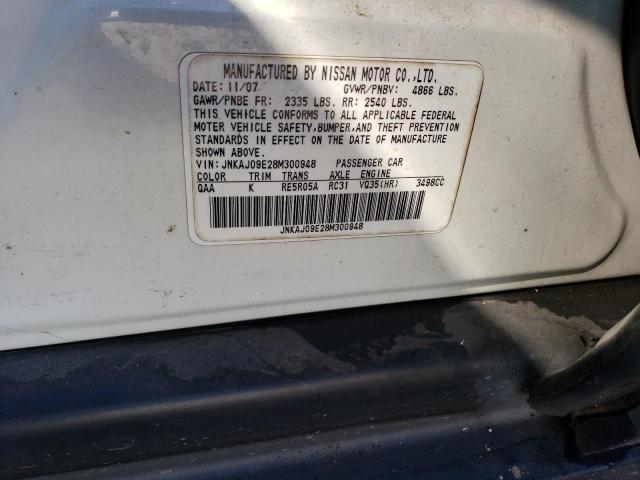 MANUFACTURED BY NISSAN MOTOR CO.,LTD.
DATE: 11/07 GVWR/PNBV: 4866 LBS.
GAWR/PNBE FR: 2335 LBS. RR: 2540 LBS.
THIS VEHICLE CONFORMS TO ALL APPLICABLE FEDERAL
MOTOR VEHICLE SAFETY,BUMPER,AND THEFT PREVENTION
STANDARDS IN EFFECT ON THE DATE OF MANUFACTURE
SHOWN ABOVE.
VIN: JNKAJ09E28M300948 PASSENGER CAR
COLOR TRIM TRANS AXLE ENGINE
QAA K RE5R05A RC31 VQ35(HR) 3498CC
JNKAJ09E28M300948